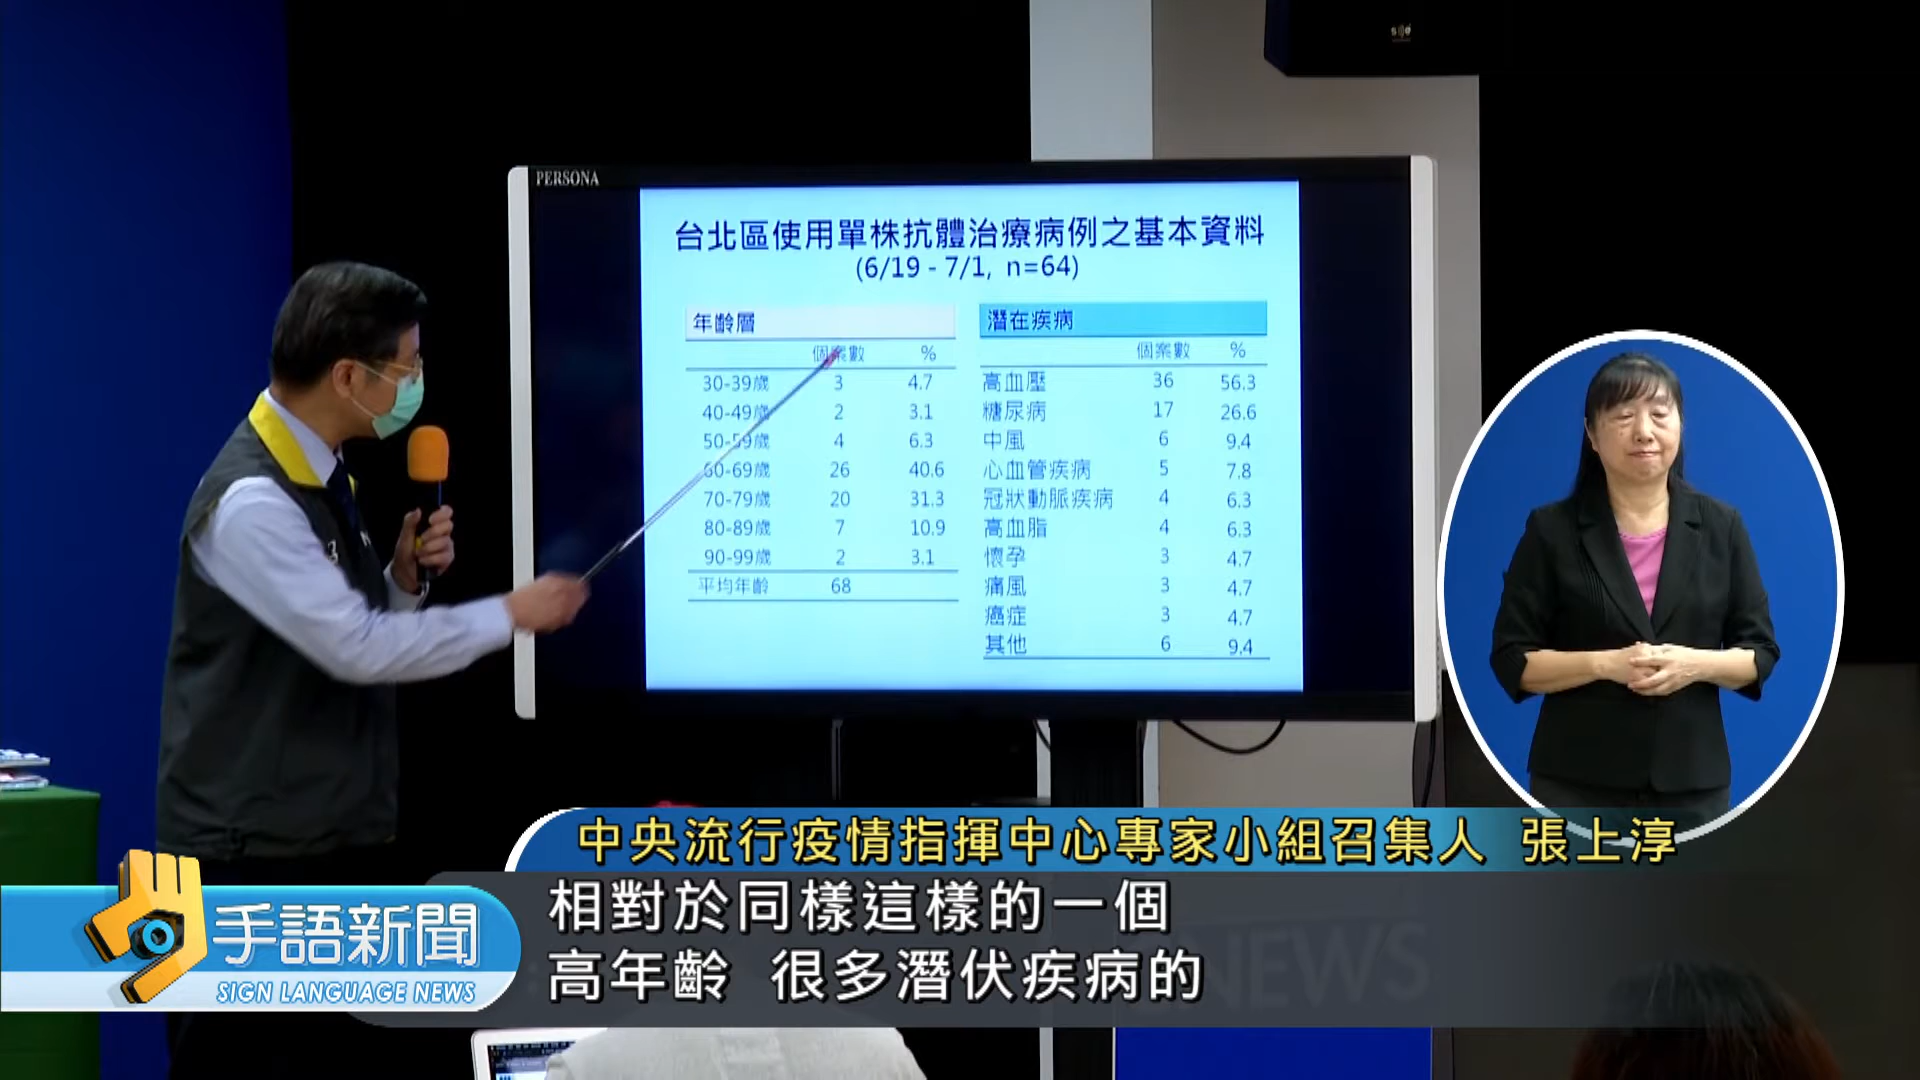 SJØ
PERSONA
台北區使用單株抗體治療病例之基本資料
(6/19 - 7/1, n=64)
年齡層
個案數 %
30-39歲 3 4.7
40-49歲 2 3.1
50-59歲 4 6.3
60-69歲 26 40.6
70-79歲 20 31.3
80-89歲 7 10.9
90-99歲 2 3.1
平均年齡 68
潛在疾病
個案數 %
高血壓 36 56.3
糖尿病 17 26.6
中風 6 9.4
心血管疾病 5 7.8
冠狀動脈疾病 4 6.3
高血脂 4 6.3
懷孕 3 4.7
痛風 3 4.7
癌症 3 4.7
其他 6 9.4
中央流行疫情指揮中心專家小組召集人 張上淳
相對於同樣這樣的一個
高年齡 很多潛伏疾病的
手語新聞
SIGN LANGUAGE NEWS
NEWS